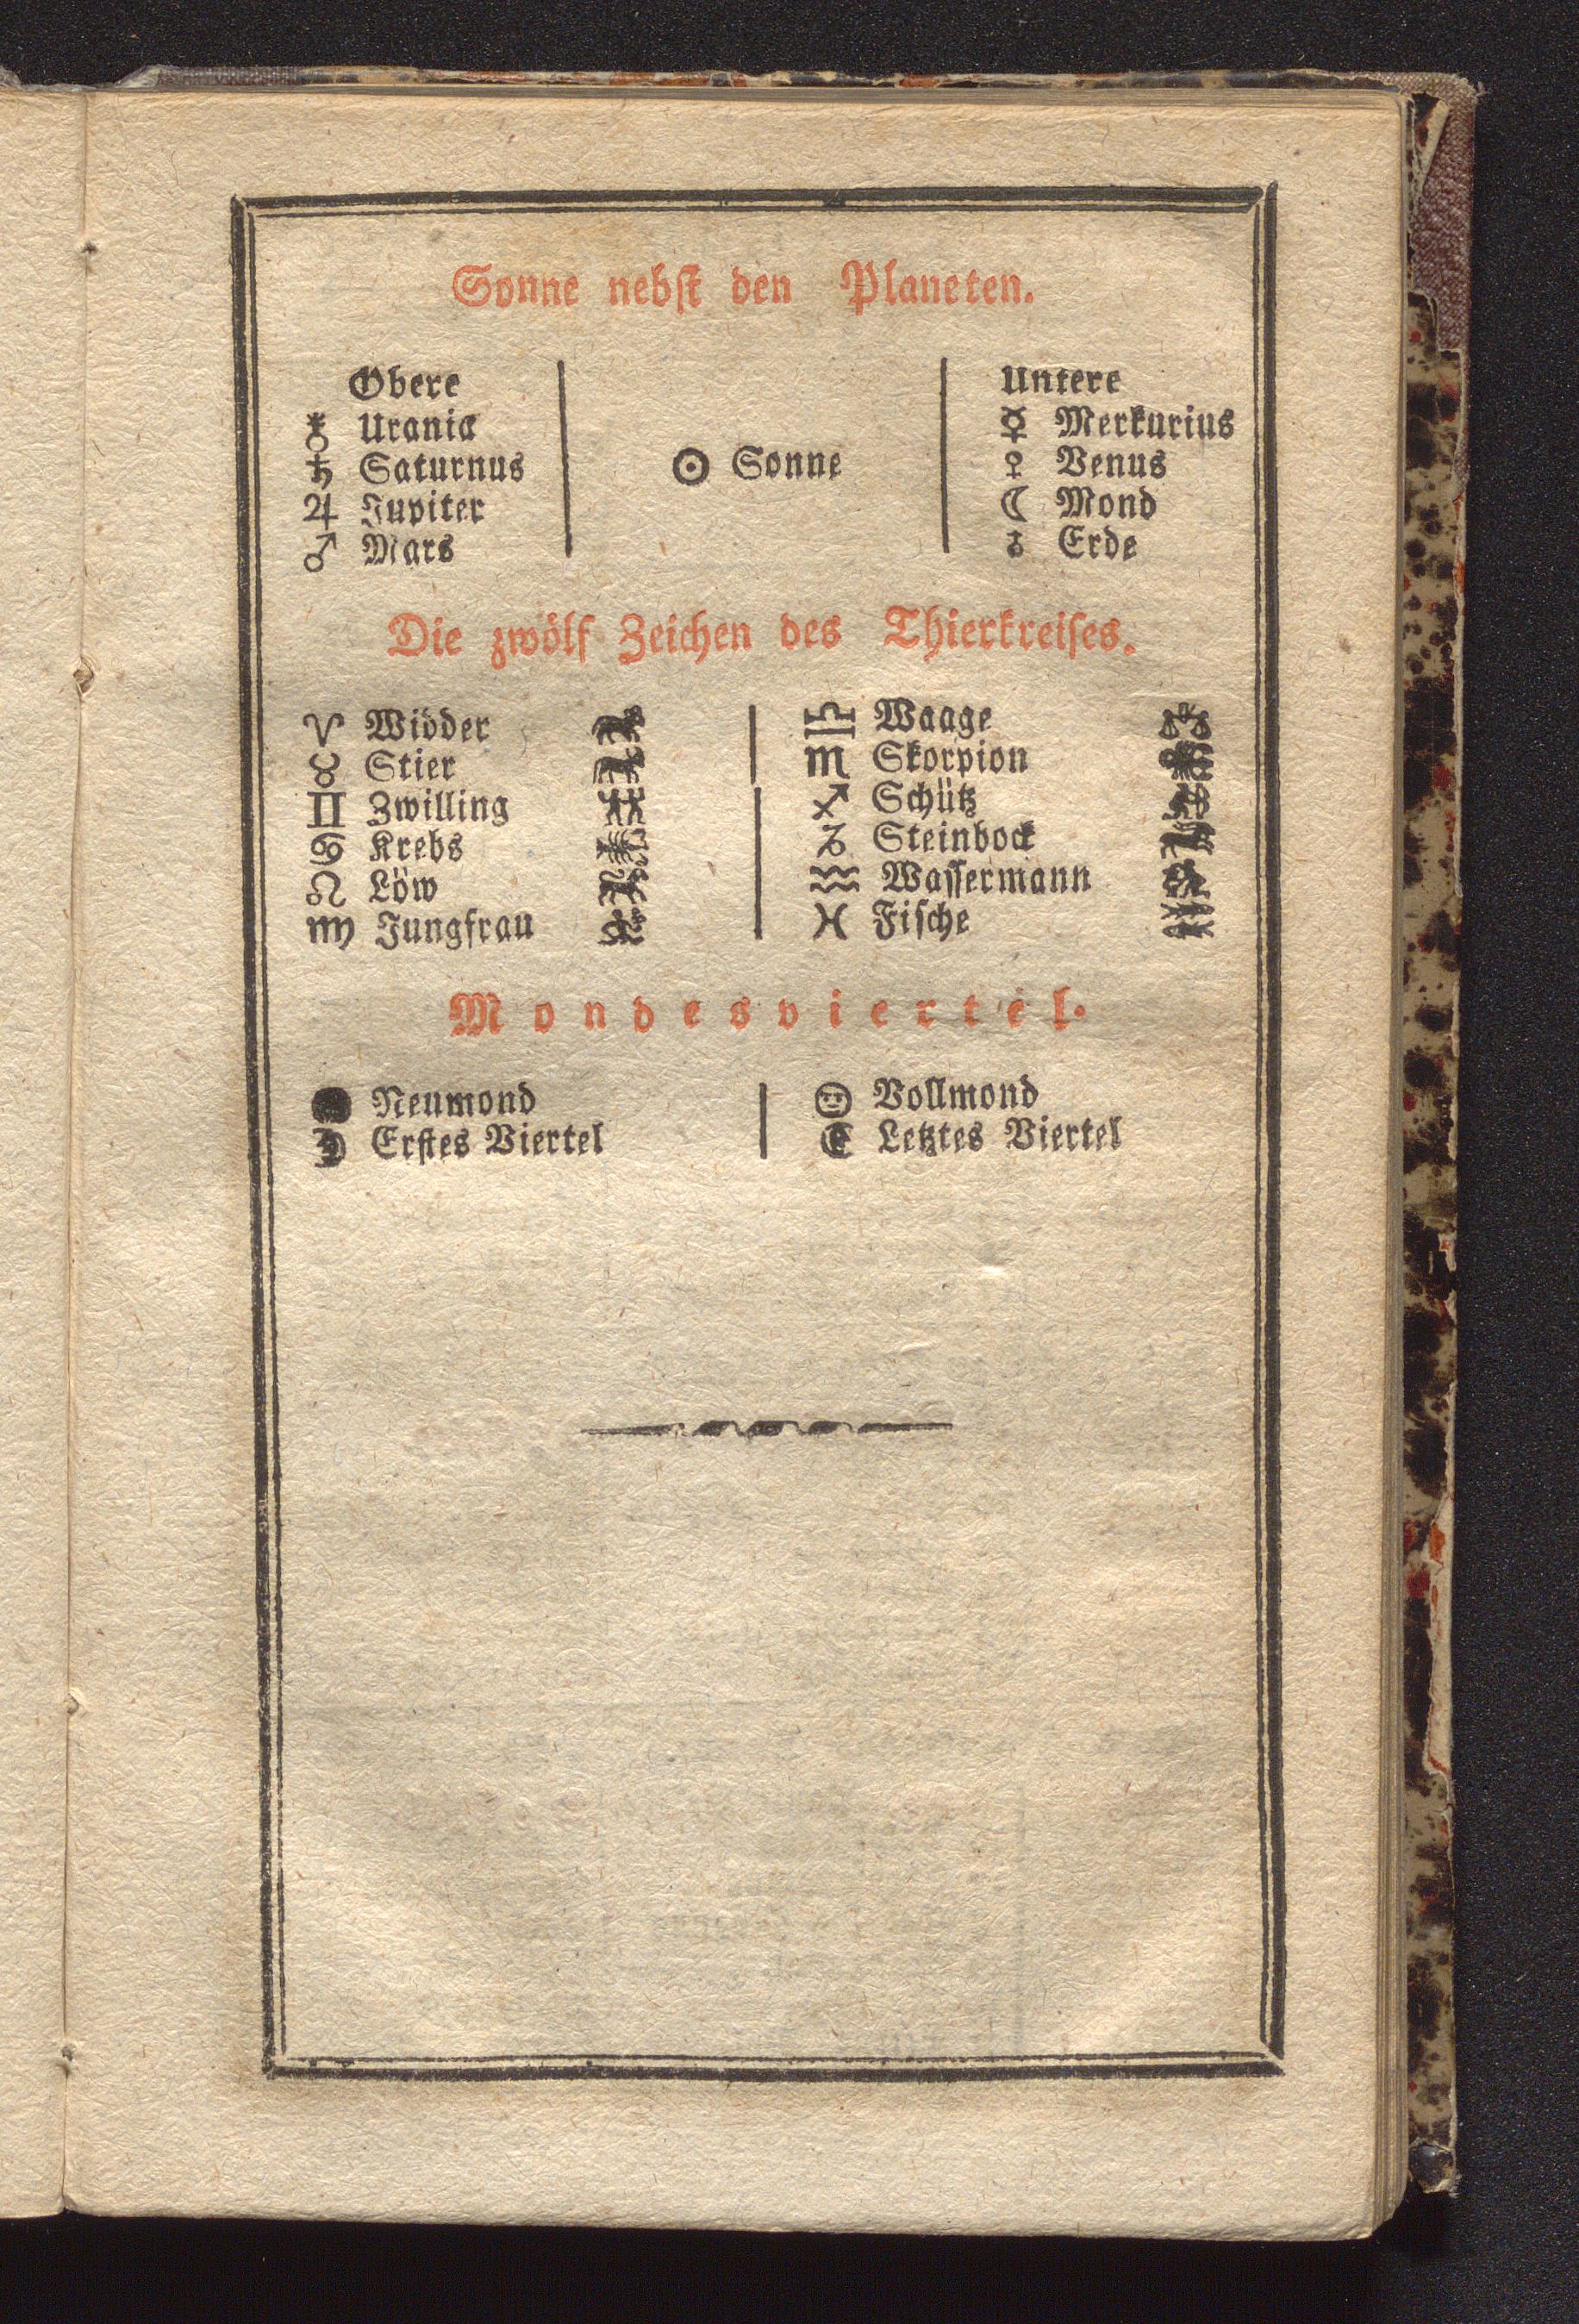 Sonne nebſt den Planeten.
Obere
⛢ Urania
♄ Saturnus
♃ Jupiter
♂ Mars
☉ Sonne
Untere
☿ Merkurius
♀ Venus
☾ Mond
♁ Erde
Die zwölf Zeichen des Thierkreiſes.
♈ Widder
♉ Stier
♊ Zwilling
♋ Krebs
♌ Löw
♍ Jungfrau
♎ Waage
♏ Skorpion
♐ Schütz
♑ Steinbock
♒ Waſſermann
♓ Fiſche
Mondesviertel.
Neumond
Erſtes Viertel
Vollmond
Letztes Viertel